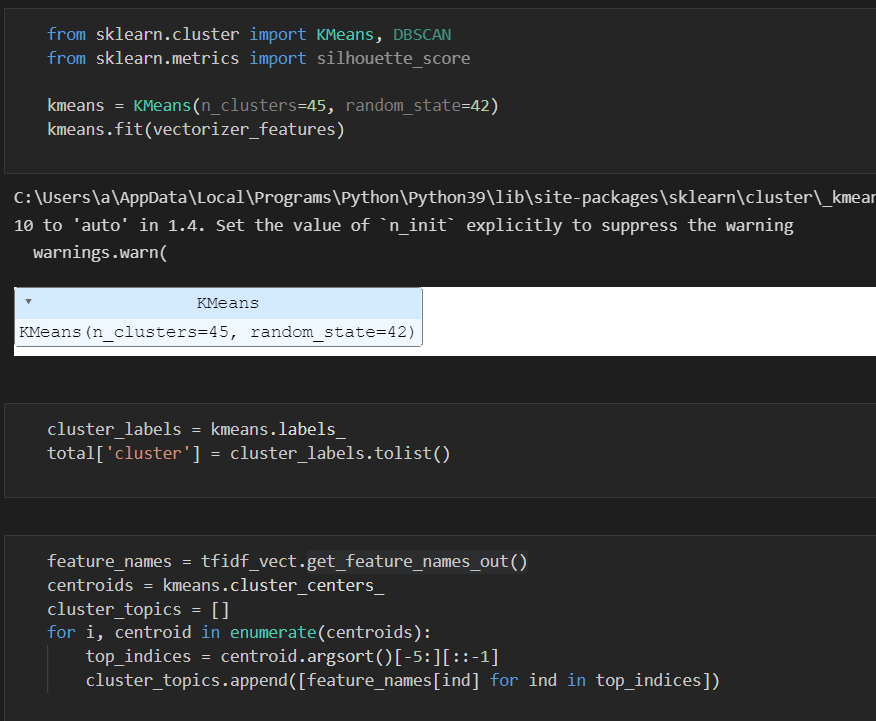 from sklearn.cluster import KMeans, DBSCAN
from sklearn.metrics import silhouette_score
kmeans = KMeans(n_clusters=45, random_state=42)
kmeans.fit(vectorizer_features)
C:\Users\a\AppData\Local\Programs\Python\Python39\lib\site-packages\sklearn\cluster\_kmean
10 to 'auto' in 1.4. Set the value of `n_init` explicitly to suppress the warning
warnings.warn(
▾ KMeans
KMeans(n_clusters=45, random_state=42)
cluster_labels = kmeans.labels_
total['cluster'] = cluster_labels.tolist()
feature_names = tfidf_vect.get_feature_names_out()
centroids = kmeans.cluster_centers_
cluster_topics = []
for i, centroid in enumerate(centroids):
    top_indices = centroid.argsort()[-5:][::-1]
    cluster_topics.append([feature_names[ind] for ind in top_indices])